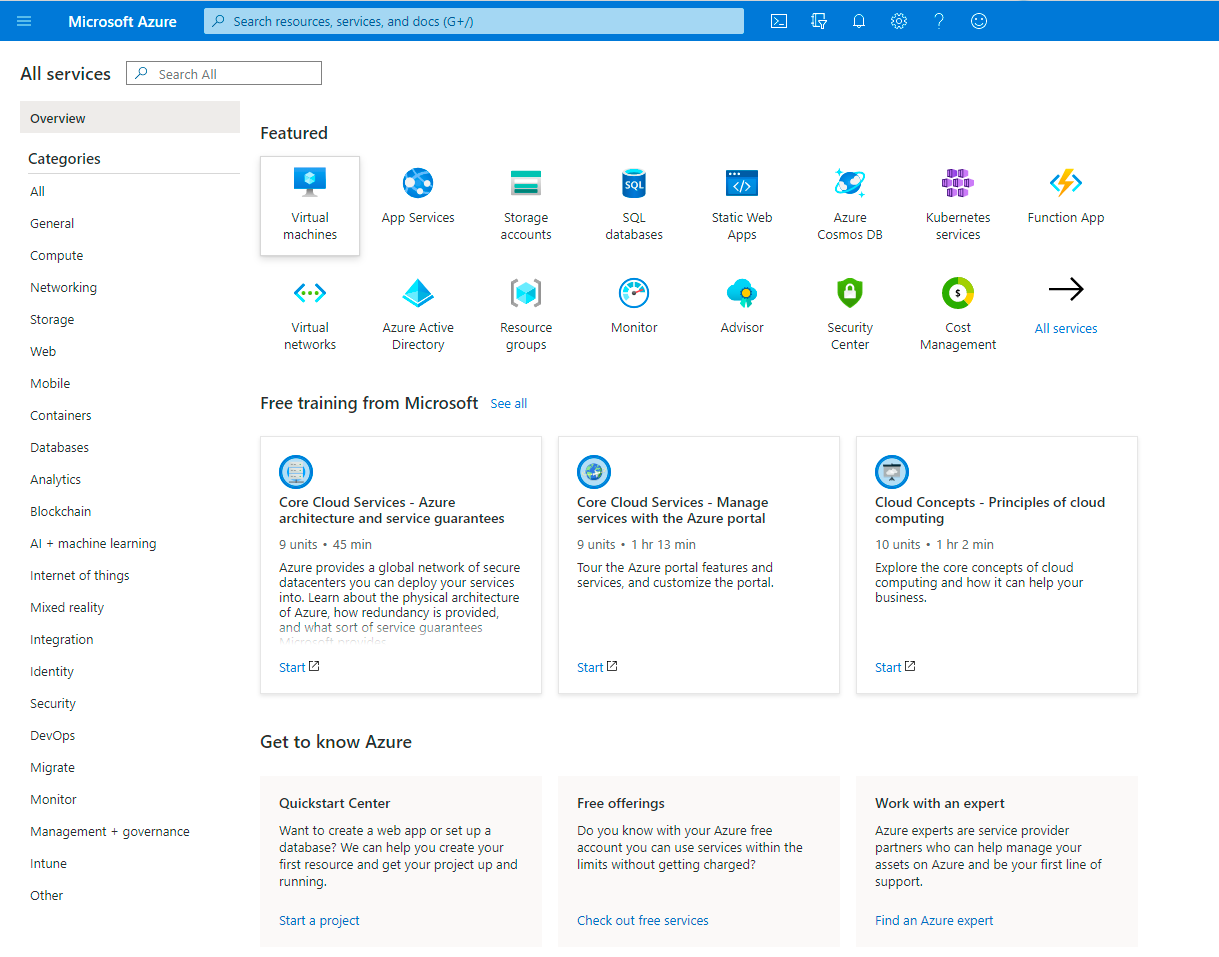 Microsoft Azure
Search resources, services, and docs (G+/)
All services
Search All
Overview
Categories
All
General
Compute
Networking
Storage
Web
Mobile
Containers
Databases
Analytics
Blockchain
AI + machine learning
Internet of things
Mixed reality
Integration
Identity
Security
DevOps
Migrate
Monitor
Management + governance
Intune
Other
Featured
Virtual
machines
App Services
Storage
accounts
SQL
SQL
databases
Static Web
Apps
Azure
Cosmos DB
Kubernetes
services
Function App
Virtual
networks
Azure Active
Directory
Resource
groups
Monitor
Advisor
Security
Center
$
Cost
Management
All services
Free training from Microsoft See all
Core Cloud Services - Azure
architecture and service guarantees
9 units • 45 min
Azure provides a global network of secure
datacenters you can deploy your services
into. Learn about the physical architecture
of Azure, how redundancy is provided,
and what sort of service guarantees
Microsoft provides
Start
Core Cloud Services - Manage
services with the Azure portal
9 units • 1 hr 13 min
Tour the Azure portal features and
services, and customize the portal.
Start
Cloud Concepts - Principles of cloud
computing
10 units • 1 hr 2 min
Explore the core concepts of cloud
computing and how it can help your
business.
Start
Get to know Azure
Quickstart Center
Want to create a web app or set up a
database? We can help you create your
first resource and get your project up and
running.
Start a project
Free offerings
Do you know with your Azure free
account you can use services within the
limits without getting charged?
Check out free services
Work with an expert
Azure experts are service provider
partners who can help manage your
assets on Azure and be your first line of
support.
Find an Azure expert